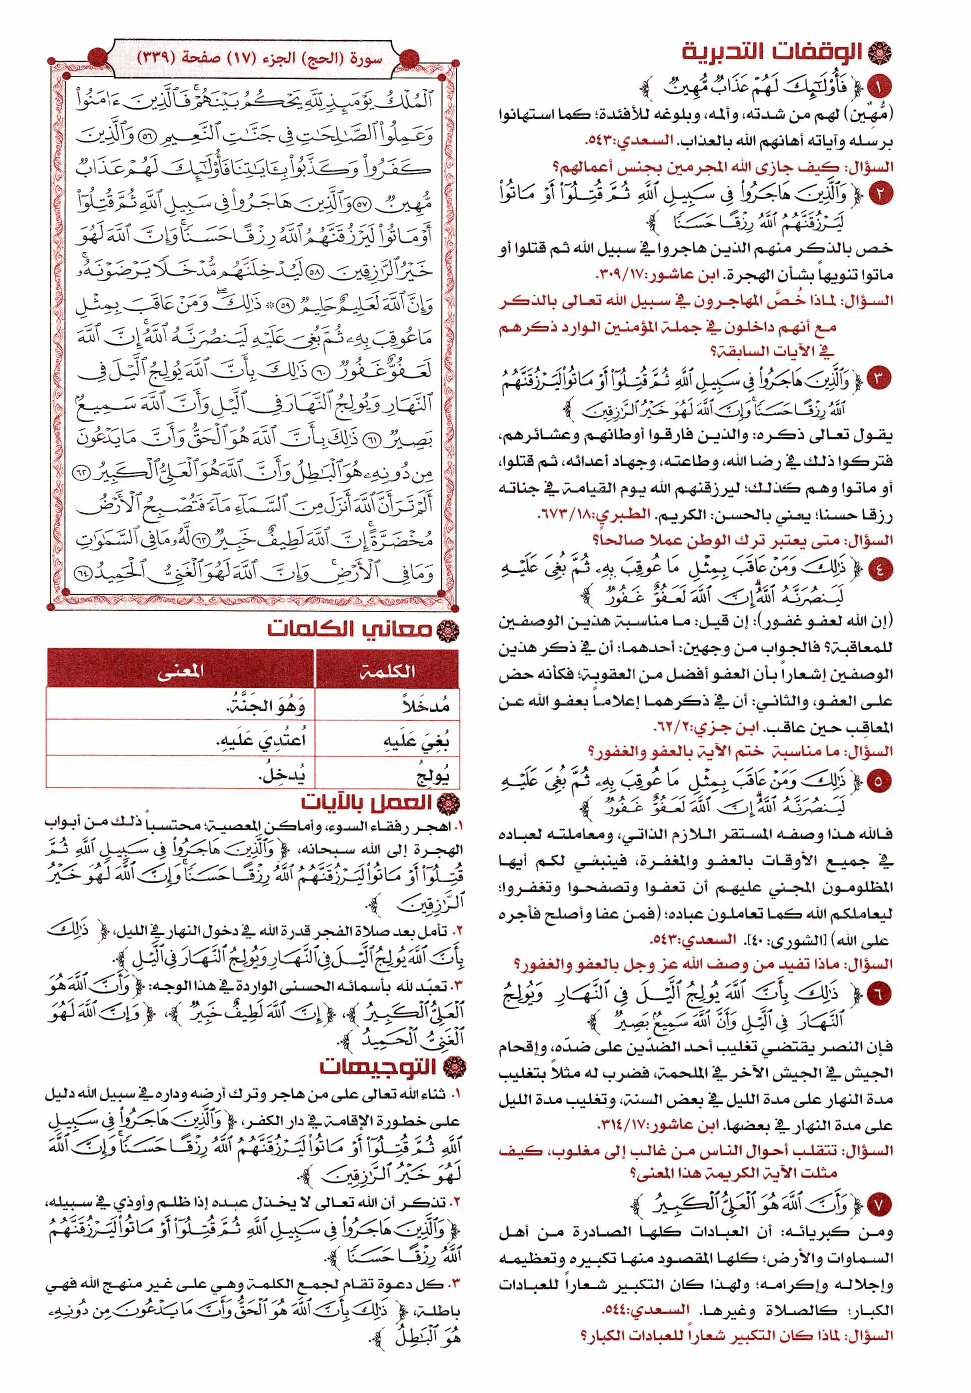 الوقفات التدبرية
١ ﴿ فَأُو۟لَٰٓئِكَ لَهُمْ عَذَابٌ مُّهِينٌ ﴾
(مُهِيْن) لهم من شدته، وألمه، وبلوغه للأفئدة؛ كما استهانوا
برسله وآياته أهانهم الله بالعذاب. السعدي:٥٤٣.
السؤال: كيف جازى الله المجرمين بجنس أعمالهم؟
٢ ﴿ وَٱلَّذِينَ هَاجَرُوا۟ فِى سَبِيلِ ٱللَّهِ ثُمَّ قُتِلُوٓا۟ أَوْ مَاتُوا۟
لَيَرْزُقَنَّهُمُ ٱللَّهُ رِزْقًا حَسَنًا ﴾
خص بالذكر منهم الذين هاجروا في سبيل الله ثم قتلوا أو
ماتوا تنويهاً بشأن الهجرة. ابن عاشور:٣٠٩/١٧.
السؤال: لماذا خُصَّ المهاجرون في سبيل الله تعالى بالذكر
مع أنهم داخلون في جملة المؤمنين الوارد ذكرهم
في الآيات السابقة؟
٣ ﴿ وَٱلَّذِينَ هَاجَرُوا۟ فِى سَبِيلِ ٱللَّهِ ثُمَّ قُتِلُوٓا۟ أَوْ مَاتُوا۟ لَيَرْزُقَنَّهُمُ
ٱللَّهُ رِزْقًا حَسَنًا ۚ وَإِنَّ ٱللَّهَ لَهُوَ خَيْرُ ٱلرَّٰزِقِينَ ﴾
يقول تعالى ذكره: والذين فارقوا أوطانهم وعشائرهم،
فتركوا ذلك في رضا الله، وطاعته، وجهاد أعدائه، ثم قتلوا،
أو ماتوا وهم كذلك؛ ليرزقنهم الله يوم القيامة في جناته
رزقا حسنا؛ يعني بالحسن: الكريم. الطبري:٦٧٣/١٨.
السؤال: متى يعتبر ترك الوطن عملا صالحاً؟
٤ ﴿ ذَٰلِكَ وَمَنْ عَاقَبَ بِمِثْلِ مَا عُوقِبَ بِهِۦ ثُمَّ بُغِىَ عَلَيْهِ
لَيَنصُرَنَّهُ ٱللَّهُ ۗ إِنَّ ٱللَّهَ لَعَفُوٌّ غَفُورٌ ﴾
(إن الله لعفو غفور): إن قيل: ما مناسبة هذين الوصفين
للمعاقبة؟ فالجواب من وجهين: أحدهما: أن في ذكر هذين
الوصفين إشعاراً بأن العفو أفضل من العقوبة؛ فكأنه حض
على العفو، والثاني: أن في ذكرهما إعلاماً بعفو الله عن
المعاقِب حين عاقب. ابن جزي:٦٢/٢.
السؤال: ما مناسبة ختم الآية بالعفو والغفور؟
٥ ﴿ ذَٰلِكَ وَمَنْ عَاقَبَ بِمِثْلِ مَا عُوقِبَ بِهِۦ ثُمَّ بُغِىَ عَلَيْهِ
لَيَنصُرَنَّهُ ٱللَّهُ ۗ إِنَّ ٱللَّهَ لَعَفُوٌّ غَفُورٌ ﴾
فالله هذا وصفه المستقر اللازم الذاتي، ومعاملته لعباده
في جميع الأوقات بالعفو والمغفرة، فينبغي لكم أيها
المظلومون المجني عليهم أن تعفوا وتصفحوا وتغفروا؛
ليعاملكم الله كما تعاملون عباده؛ (فمن عفا وأصلح فأجره
على الله) [الشورى: ٤٠]. السعدي:٥٤٣.
السؤال: ماذا تفيد من وصف الله عز وجل بالعفو والغفور؟
٦ ﴿ ذَٰلِكَ بِأَنَّ ٱللَّهَ يُولِجُ ٱلَّيْلَ فِى ٱلنَّهَارِ وَيُولِجُ
ٱلنَّهَارَ فِى ٱلَّيْلِ وَأَنَّ ٱللَّهَ سَمِيعٌۢ بَصِيرٌ ﴾
فإن النصر يقتضي تغليب أحد الضدّين على ضدّه، وإقحام
الجيش في الجيش الآخر في الملحمة، فضرب له مثلاً بتغليب
مدة النهار على مدة الليل في بعض السنة، وتغليب مدة الليل
على مدة النهار في بعضها. ابن عاشور:٣١٤/١٧.
السؤال: تتقلب أحوال الناس من غالب إلى مغلوب، كيف
مثلت الآية الكريمة هذا المعنى؟
٧ ﴿ وَأَنَّ ٱللَّهَ هُوَ ٱلْعَلِىُّ ٱلْكَبِيرُ ﴾
ومن كبريائه: أن العبادات كلها الصادرة من أهل
السماوات والأرض؛ كلها المقصود منها تكبيره وتعظيمه
وإجلاله وإكرامه؛ ولهذا كان التكبير شعاراً للعبادات
الكبار؛ كالصلاة وغيرها. السعدي:٥٤٤.
السؤال: لماذا كان التكبير شعاراً للعبادات الكبار؟
سورة (الحج) الجزء (١٧) صفحة (٣٣٩)
ٱلْمُلْكُ يَوْمَئِذٍ لِّلَّهِ يَحْكُمُ بَيْنَهُمْ ۚ فَٱلَّذِينَ ءَامَنُوا۟
وَعَمِلُوا۟ ٱلصَّٰلِحَٰتِ فِى جَنَّٰتِ ٱلنَّعِيمِ ٥٦ وَٱلَّذِينَ
كَفَرُوا۟ وَكَذَّبُوا۟ بِـَٔايَٰتِنَا فَأُو۟لَٰٓئِكَ لَهُمْ عَذَابٌ
مُّهِينٌ ٥٧ وَٱلَّذِينَ هَاجَرُوا۟ فِى سَبِيلِ ٱللَّهِ ثُمَّ قُتِلُوٓا۟
أَوْ مَاتُوا۟ لَيَرْزُقَنَّهُمُ ٱللَّهُ رِزْقًا حَسَنًا ۚ وَإِنَّ ٱللَّهَ لَهُوَ
خَيْرُ ٱلرَّٰزِقِينَ ٥٨ لَيُدْخِلَنَّهُم مُّدْخَلًا يَرْضَوْنَهُۥ ۗ
وَإِنَّ ٱللَّهَ لَعَلِيمٌ حَلِيمٌ ٥٩ ۞ ذَٰلِكَ ۖ وَمَنْ عَاقَبَ بِمِثْلِ
مَا عُوقِبَ بِهِۦ ثُمَّ بُغِىَ عَلَيْهِ لَيَنصُرَنَّهُ ٱللَّهُ ۗ إِنَّ ٱللَّهَ
لَعَفُوٌّ غَفُورٌ ٦٠ ذَٰلِكَ بِأَنَّ ٱللَّهَ يُولِجُ ٱلَّيْلَ فِى
ٱلنَّهَارِ وَيُولِجُ ٱلنَّهَارَ فِى ٱلَّيْلِ وَأَنَّ ٱللَّهَ سَمِيعٌۢ
بَصِيرٌ ٦١ ذَٰلِكَ بِأَنَّ ٱللَّهَ هُوَ ٱلْحَقُّ وَأَنَّ مَا يَدْعُونَ
مِن دُونِهِۦ هُوَ ٱلْبَٰطِلُ وَأَنَّ ٱللَّهَ هُوَ ٱلْعَلِىُّ ٱلْكَبِيرُ ٦٢
أَلَمْ تَرَ أَنَّ ٱللَّهَ أَنزَلَ مِنَ ٱلسَّمَآءِ مَآءً فَتُصْبِحُ ٱلْأَرْضُ
مُخْضَرَّةً ۗ إِنَّ ٱللَّهَ لَطِيفٌ خَبِيرٌ ٦٣ لَّهُۥ مَا فِى ٱلسَّمَٰوَٰتِ
وَمَا فِى ٱلْأَرْضِ ۗ وَإِنَّ ٱللَّهَ لَهُوَ ٱلْغَنِىُّ ٱلْحَمِيدُ ٦٤
معاني الكلمات
الكلمة المعنى
مُدخَلاً وَهُوَ الجَنَّةُ.
بُغِيَ عَلَيهِ اُعتُدِيَ عَلَيهِ.
يُولِجُ يُدخِلُ.
العمل بالآيات
١. اهجر رفقاء السوء، وأماكن المعصية؛ محتسباً ذلك من أبواب
الهجرة إلى الله سبحانه، ﴿ وَٱلَّذِينَ هَاجَرُوا۟ فِى سَبِيلِ ٱللَّهِ ثُمَّ
قُتِلُوٓا۟ أَوْ مَاتُوا۟ لَيَرْزُقَنَّهُمُ ٱللَّهُ رِزْقًا حَسَنًا ۚ وَإِنَّ ٱللَّهَ لَهُوَ خَيْرُ
ٱلرَّٰزِقِينَ ﴾.
٢. تأمل بعد صلاة الفجر قدرة الله في دخول النهار في الليل، ﴿ ذَٰلِكَ
بِأَنَّ ٱللَّهَ يُولِجُ ٱلَّيْلَ فِى ٱلنَّهَارِ وَيُولِجُ ٱلنَّهَارَ فِى ٱلَّيْلِ ﴾.
٣. تعبّد لله بأسمائه الحسنى الواردة في هذا الوجه: ﴿ وَأَنَّ ٱللَّهَ هُوَ
ٱلْعَلِىُّ ٱلْكَبِيرُ ﴾، ﴿ إِنَّ ٱللَّهَ لَطِيفٌ خَبِيرٌ ﴾، ﴿ وَإِنَّ ٱللَّهَ لَهُوَ
ٱلْغَنِىُّ ٱلْحَمِيدُ ﴾.
التوجيهات
١. ثناء الله تعالى على من هاجر وترك أرضه وداره في سبيل الله دليل
على خطورة الإقامة في دار الكفر، ﴿ وَٱلَّذِينَ هَاجَرُوا۟ فِى سَبِيلِ
ٱللَّهِ ثُمَّ قُتِلُوٓا۟ أَوْ مَاتُوا۟ لَيَرْزُقَنَّهُمُ ٱللَّهُ رِزْقًا حَسَنًا ۚ وَإِنَّ ٱللَّهَ
لَهُوَ خَيْرُ ٱلرَّٰزِقِينَ ﴾.
٢. تذكر أن الله تعالى لا يخذل عبده إذا ظلم وأوذي في سبيله،
﴿ وَٱلَّذِينَ هَاجَرُوا۟ فِى سَبِيلِ ٱللَّهِ ثُمَّ قُتِلُوٓا۟ أَوْ مَاتُوا۟ لَيَرْزُقَنَّهُمُ
ٱللَّهُ رِزْقًا حَسَنًا ﴾.
٣. كل دعوة تقام لجمع الكلمة وهي على غير منهج الله فهي
باطلة، ﴿ ذَٰلِكَ بِأَنَّ ٱللَّهَ هُوَ ٱلْحَقُّ وَأَنَّ مَا يَدْعُونَ مِن دُونِهِۦ
هُوَ ٱلْبَٰطِلُ ﴾.